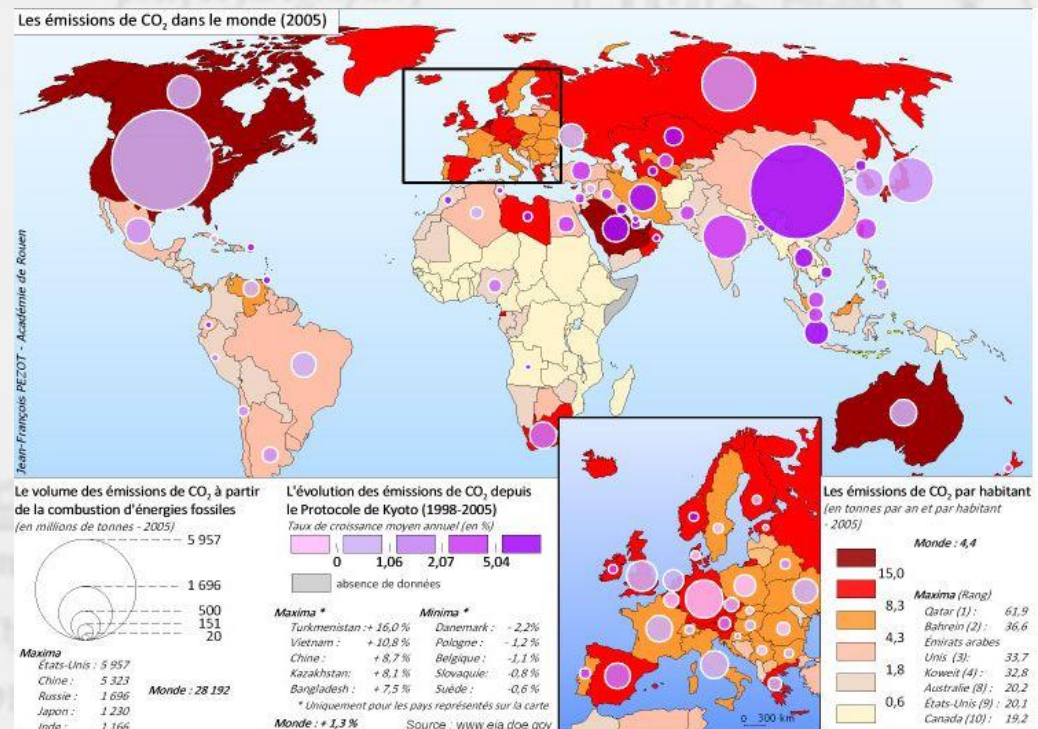 Les émissions de CO2 dans le monde (2005)
Jean-François PEZOT - Académie de Rouen
Le volume des émissions de CO2 à partir
de la combustion d'énergies fossiles
(en millions de tonnes - 2005)
5 957
1 696
500
151
20
Maxima
États-Unis : 5 957
Chine : 5 323
Russie : 1 696
Japon : 1 230
Inde : 1 166
Monde : 28 192
L'évolution des émissions de CO2 depuis
le Protocole de Kyoto (1998-2005)
Taux de croissance moyen annuel (en %)
0 1,06 2,07 5,04
absence de données
Maxima *
Turkmenistan : + 16,0 %
Vietnam : + 10,8 %
Chine : + 8,7 %
Kazakhstan : + 8,1 %
Bangladesh : + 7,5 %
Minima *
Danemark : - 2,2%
Pologne : - 1,2 %
Belgique : -1,1 %
Slovaquie: -0,8 %
Suède : -0,6 %
* Uniquement pour les pays représentés sur la carte
Monde : + 1,3 %
Source : www.eia.doe.gov
0 300 km
Les émissions de CO2 par habitant
(en tonnes par an et par habitant
- 2005)
Monde : 4,4
15,0
8,3
4,3
1,8
0,6
Maxima (Rang)
Qatar (1) : 61,9
Bahrein (2) : 36,6
Emirats arabes
Unis (3): 33,7
Koweit (4) : 32,8
Australie (8) : 20,2
États-Unis (9) : 20,1
Canada (10) : 19,2